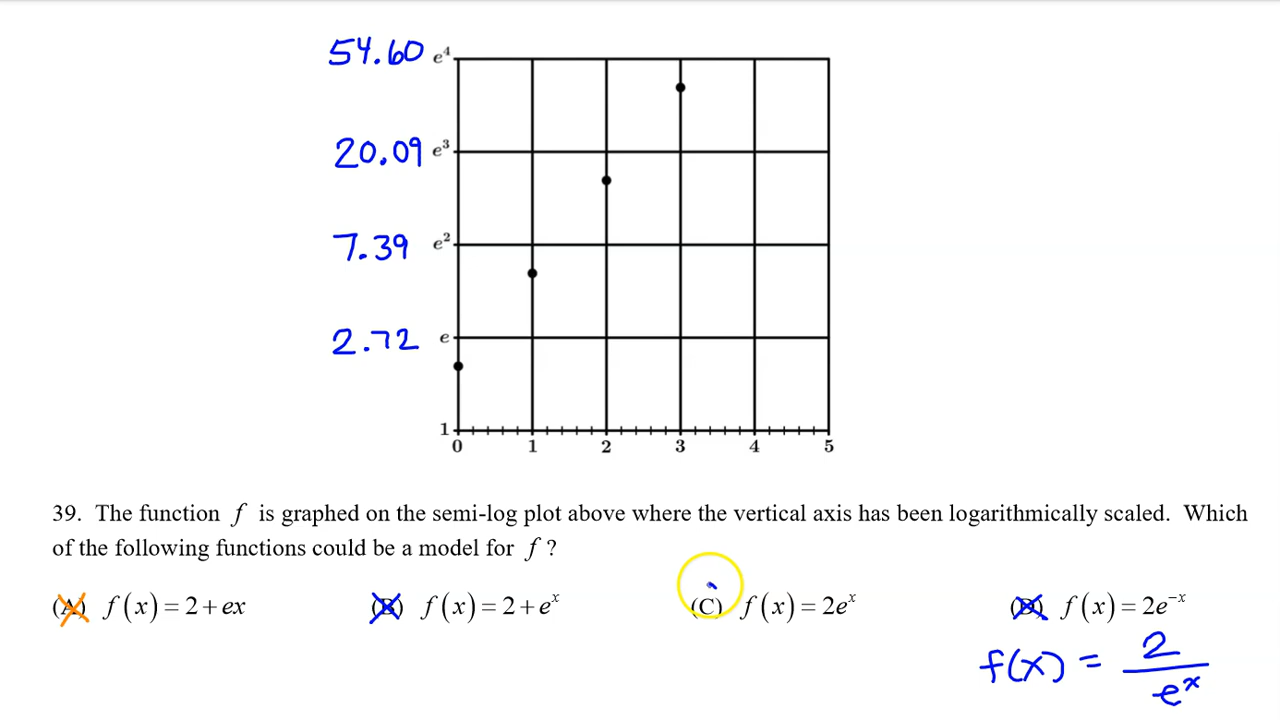 54.60 e⁴
20.09 e³
7.39 e²
2.72 e
1
0 1 2 3 4 5
39. The function f is graphed on the semi-log plot above where the vertical axis has been logarithmically scaled. Which
of the following functions could be a model for f ?
(A) f(x) = 2 + ex (B) f(x) = 2 + eˣ (C) f(x) = 2eˣ (D) f(x) = 2e⁻ˣ
f(x) = 2/eˣ